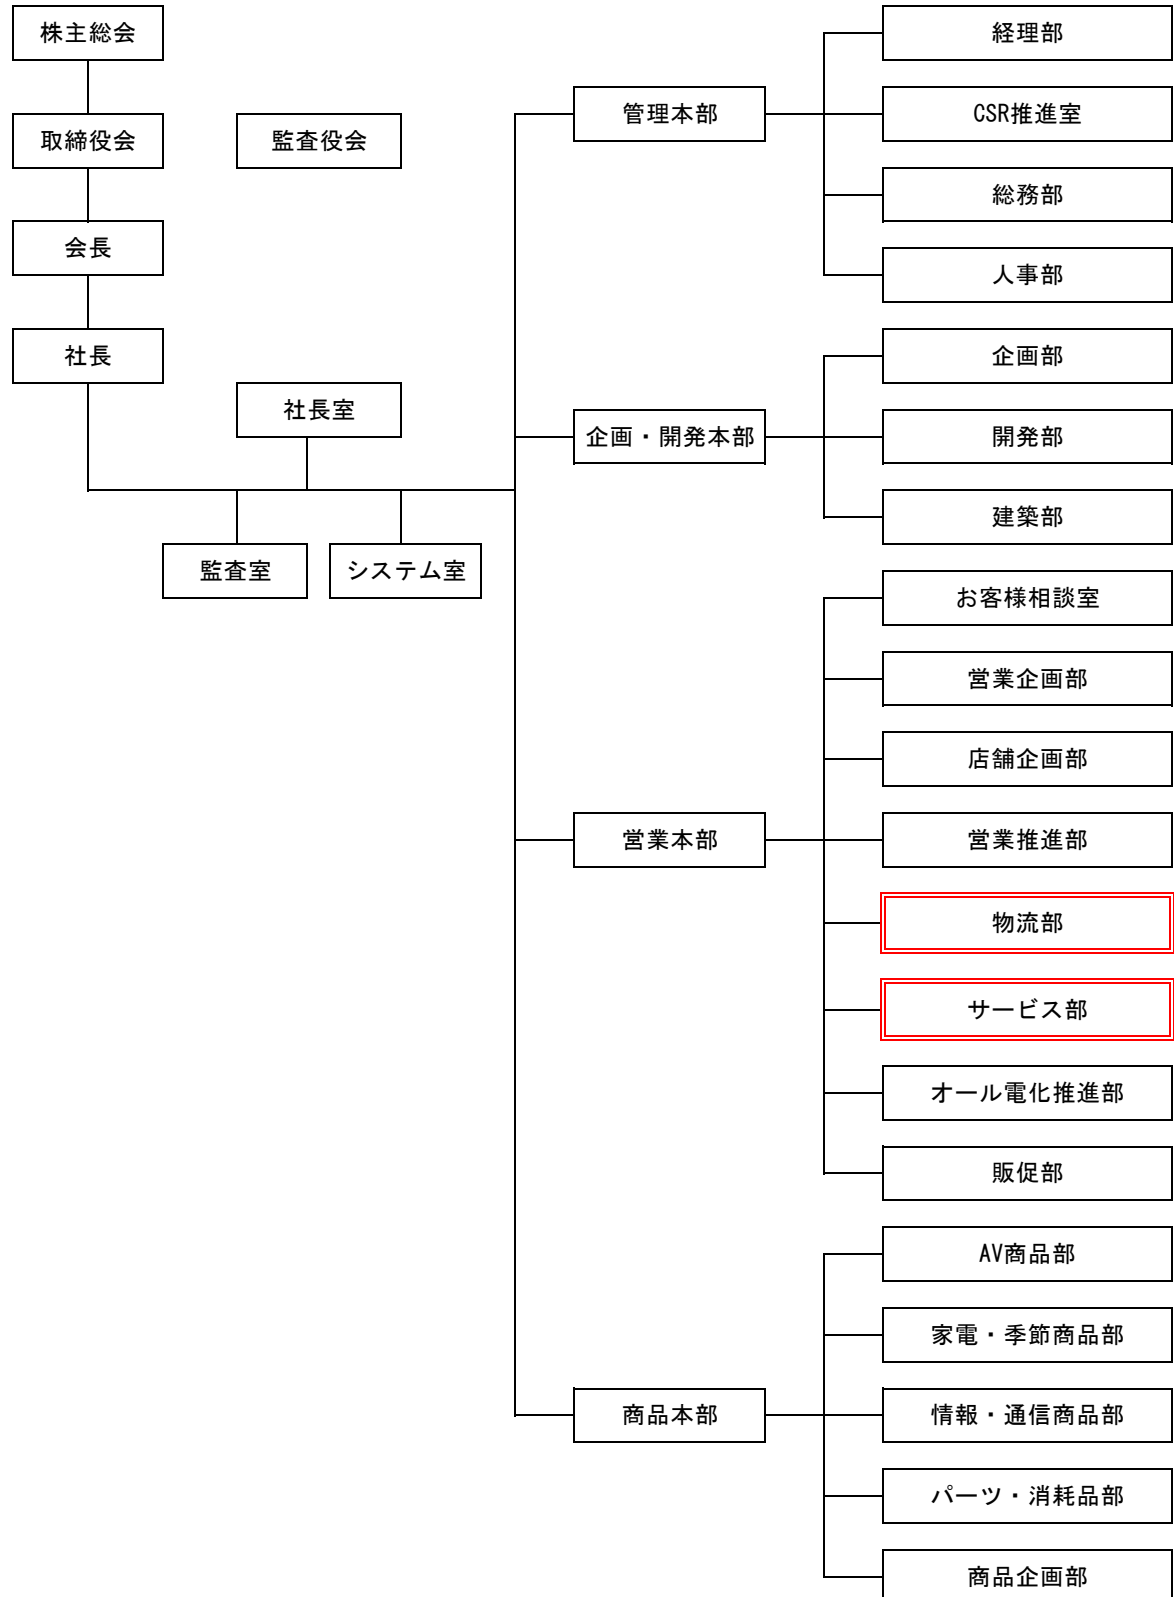 株主総会
取締役会
監査役会
会長
社長
社長室
監査室
システム室
管理本部
経理部
CSR推進室
総務部
人事部
企画・開発本部
企画部
開発部
建築部
営業本部
お客様相談室
営業企画部
店舗企画部
営業推進部
物流部
サービス部
オール電化推進部
販促部
商品本部
AV商品部
家電・季節商品部
情報・通信商品部
パーツ・消耗品部
商品企画部